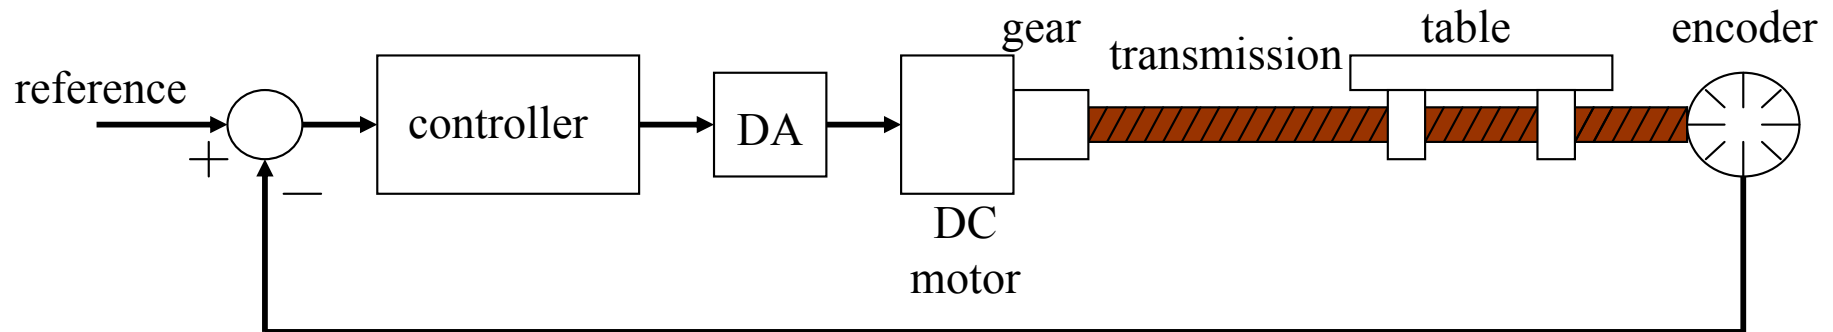 gear
transmission
table
encoder
reference
controller
DA
+
−
DC
motor